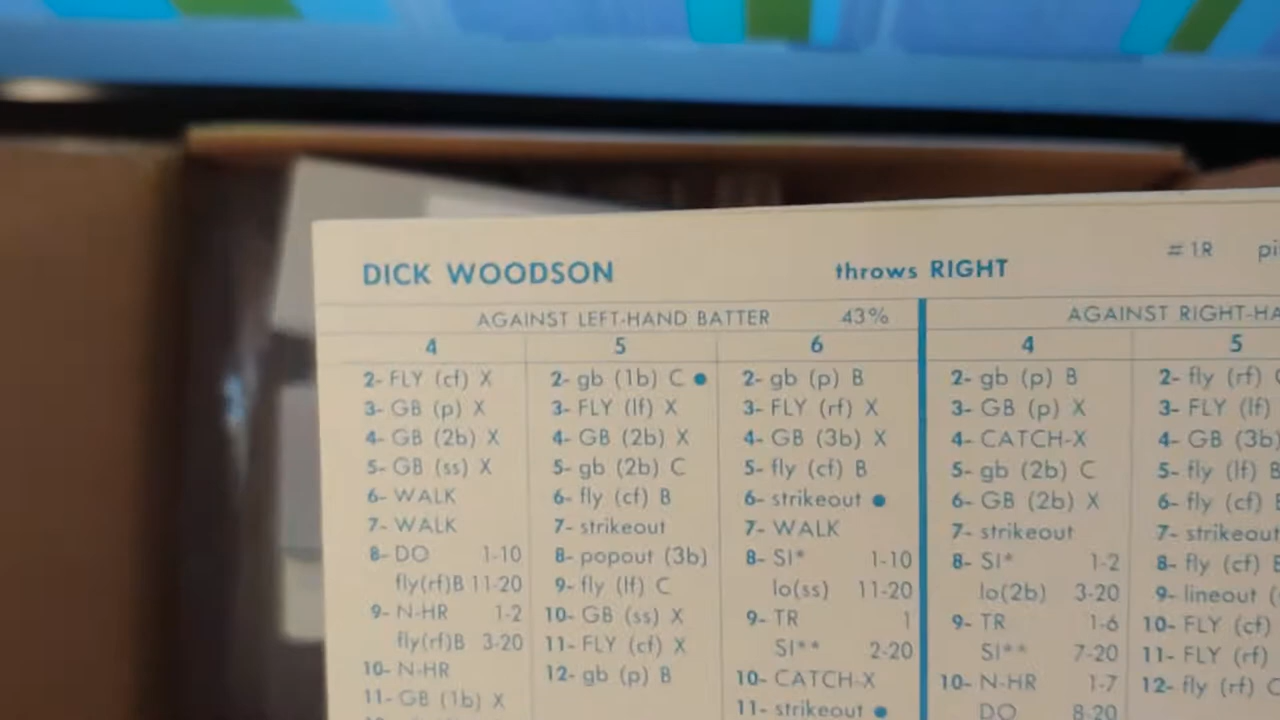 #1R
DICK WOODSON throws RIGHT
AGAINST LEFT-HAND BATTER 43%
4
2- FLY (cf) X
3- GB (p) X
4- GB (2b) X
5- GB (ss) X
6- WALK
7- WALK
8- DO 1-10
fly(rf)B 11-20
9- N-HR 1-2
fly(rf)B 3-20
10- N-HR
11- GB (1b) X
5
2- gb (1b) C ●
3- FLY (lf) X
4- GB (2b) X
5- gb (2b) C
6- fly (cf) B
7- strikeout
8- popout (3b)
9- fly (lf) C
10- GB (ss) X
11- FLY (cf) X
12- gb (p) B
6
2- gb (p) B
3- FLY (rf) X
4- GB (3b) X
5- fly (cf) B
6- strikeout ●
7- WALK
8- SI* 1-10
lo(ss) 11-20
9- TR 1
SI** 2-20
10- CATCH-X
11- strikeout ●
AGAINST RIGHT-HA
4
2- gb (p) B
3- GB (p) X
4- CATCH-X
5- gb (2b) C
6- GB (2b) X
7- strikeout
8- SI* 1-2
lo(2b) 3-20
9- TR 1-6
SI** 7-20
10- N-HR 1-7
DO 8-20
5
2- fly (rf)
3- FLY (lf)
4- GB (3b)
5- fly (lf) B
6- fly (cf)
7- strikeout
8- fly (cf)
9- lineout (
10- FLY (cf)
11- FLY (rf)
12- fly (rf)